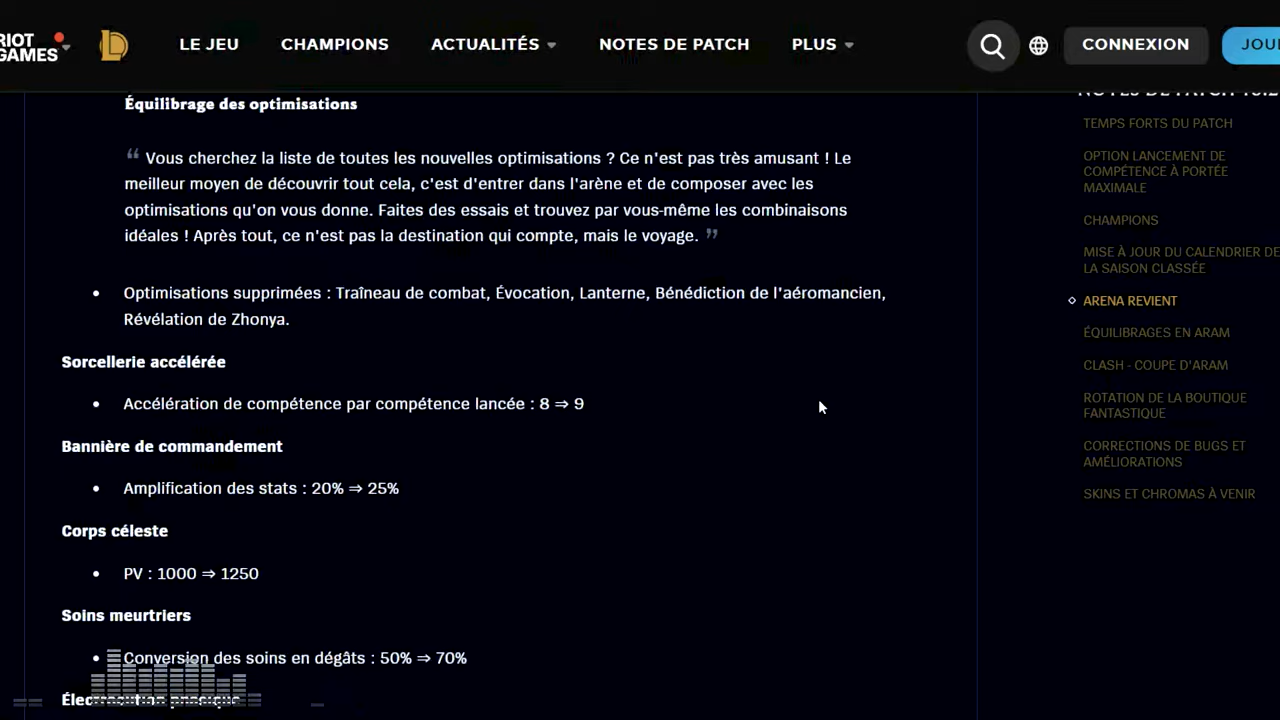 RIOT
GAMES
LE JEU
CHAMPIONS
ACTUALITÉS
NOTES DE PATCH
PLUS
CONNEXION
JOU
Équilibrage des optimisations
“ Vous cherchez la liste de toutes les nouvelles optimisations ? Ce n'est pas très amusant ! Le
meilleur moyen de découvrir tout cela, c'est d'entrer dans l'arène et de composer avec les
optimisations qu'on vous donne. Faites des essais et trouvez par vous-même les combinaisons
idéales ! Après tout, ce n'est pas la destination qui compte, mais le voyage. ”
• Optimisations supprimées : Traîneau de combat, Évocation, Lanterne, Bénédiction de l'aéromancien,
Révélation de Zhonya.
Sorcellerie accélérée
• Accélération de compétence par compétence lancée : 8 ⇒ 9
Bannière de commandement
• Amplification des stats : 20% ⇒ 25%
Corps céleste
• PV : 1000 ⇒ 1250
Soins meurtriers
• Conversion des soins en dégâts : 50% ⇒ 70%
NOTES DE PATCH
TEMPS FORTS DU PATCH
OPTION LANCEMENT DE
COMPÉTENCE À PORTÉE
MAXIMALE
CHAMPIONS
MISE À JOUR DU CALENDRIER DE
LA SAISON CLASSÉE
ARENA REVIENT
ÉQUILIBRAGES EN ARAM
CLASH - COUPE D'ARAM
ROTATION DE LA BOUTIQUE
FANTASTIQUE
CORRECTIONS DE BUGS ET
AMÉLIORATIONS
SKINS ET CHROMAS À VENIR